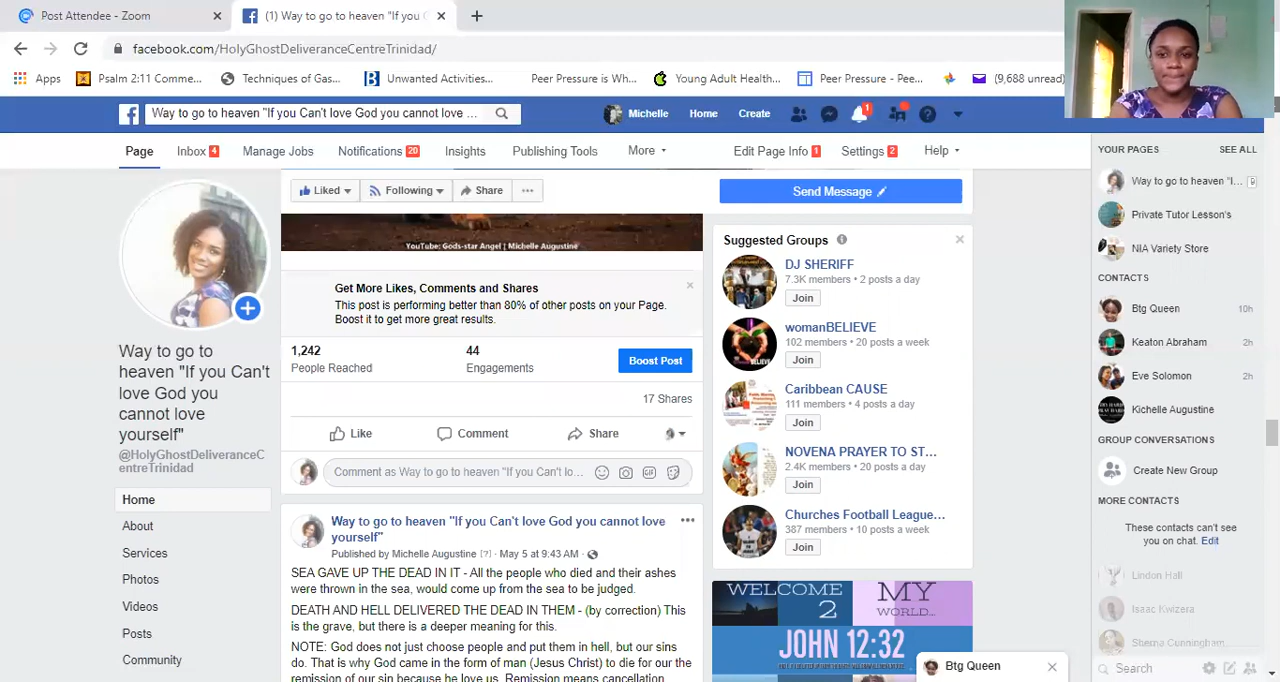 Post Attendee - Zoom
(1) Way to go to heaven "If you C
facebook.com/HolyGhostDeliveranceCentreTrinidad/
Apps Psalm 2:11 Comme... Techniques of Gas... Unwanted Activities... Peer Pressure is Wh... Young Adult Health... Peer Pressure - Pee... (9,688 unread)
Way to go to heaven "If you Can't love God you cannot love ...
Michelle Home Create 1
Page Inbox 4 Manage Jobs Notifications 20 Insights Publishing Tools More Edit Page Info 1 Settings 2 Help
Liked Following Share ...
Send Message
YouTube: Gods-star Angel | Michelle Augustine
Get More Likes, Comments and Shares
This post is performing better than 80% of other posts on your Page.
Boost it to get more great results.
1,242
People Reached
44
Engagements
Boost Post
17 Shares
Like Comment Share
Comment as Way to go to heaven "If you Can't lo... GIF
Way to go to heaven "If you Can't love God you cannot love
yourself"
Published by Michelle Augustine [?] · May 5 at 9:43 AM ·
SEA GAVE UP THE DEAD IN IT - All the people who died and their ashes
were thrown in the sea, would come up from the sea to be judged.
DEATH AND HELL DELIVERED THE DEAD IN THEM - (by correction) This
is the grave, but there is a deeper meaning for this.
NOTE: God does not just choose people and put them in hell, but our sins
do. That is why God came in the form of man (Jesus Christ) to die for our the
remission of our sin because he love us. Remission means cancellation
Way to go to
heaven "If you Can't
love God you
cannot love
yourself"
@HolyGhostDeliveranceC
entreTrinidad
Home
About
Services
Photos
Videos
Posts
Community
Suggested Groups
DJ SHERIFF
7.3K members • 2 posts a day
Join
womanBELIEVE
102 members • 20 posts a week
Join
Caribbean CAUSE
111 members • 4 posts a day
Join
NOVENA PRAYER TO ST...
2.4K members • 20 posts a day
Join
Churches Football League...
387 members • 10 posts a week
Join
WELCOME
2
MY
WORLD...
JOHN 12:32
YOUR PAGES SEE ALL
Way to go to heaven "I... 9
Private Tutor Lesson's
NIA Variety Store
CONTACTS
Btg Queen 10h
Keaton Abraham 2h
Eve Solomon 2h
Kichelle Augustine
GROUP CONVERSATIONS
Create New Group
MORE CONTACTS
These contacts can't see
you on chat. Edit
Lindon Hall
Isaac Kwizera
Sherma Cunningham...
Search
Btg Queen